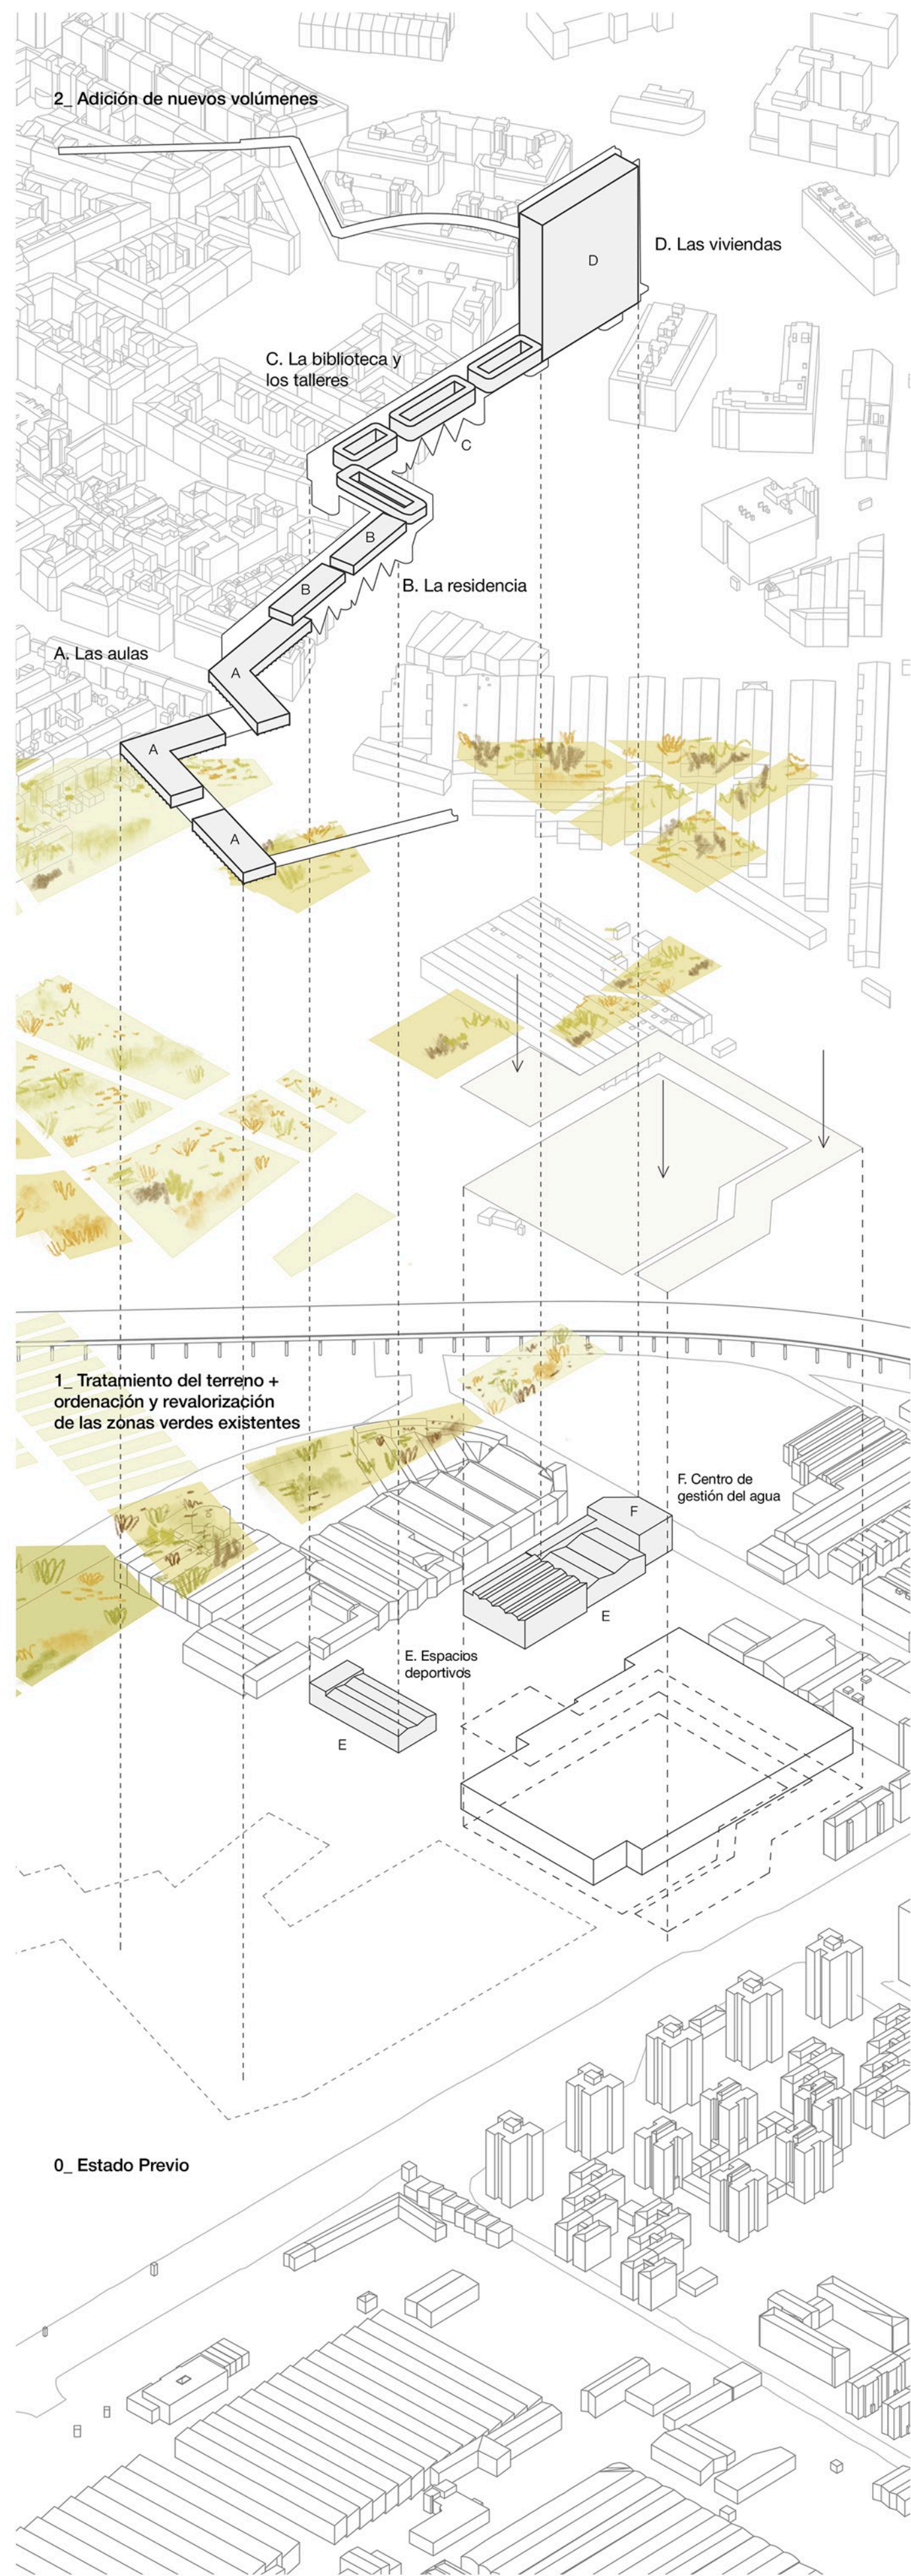 2_ Adición de nuevos volúmenes
D
D. Las viviendas
C. La biblioteca y
los talleres
C
B
B
B. La residencia
A. Las aulas
A
A
A
1_ Tratamiento del terreno +
ordenación y revalorización
de las zonas verdes existentes
F. Centro de
gestión del agua
F
E
E. Espacios
deportivos
E
0_ Estado Previo